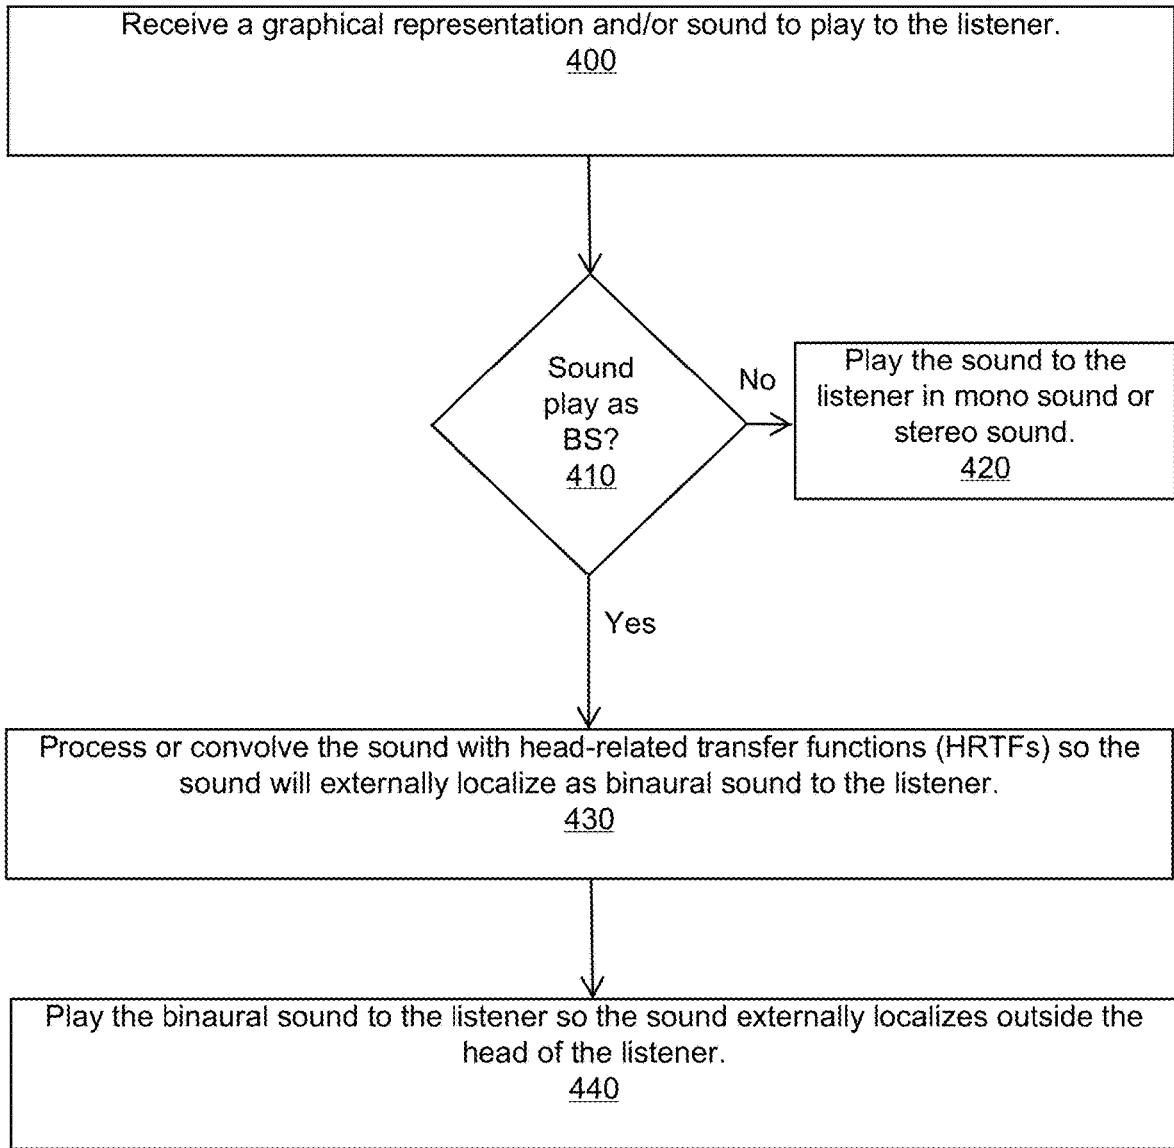 Receive a graphical representation and/or sound to play to the listener.
400
Sound
play as
BS?
410
No
Play the sound to the
listener in mono sound or
stereo sound.
420
Yes
Process or convolve the sound with head-related transfer functions (HRTFs) so the
sound will externally localize as binaural sound to the listener.
430
Play the binaural sound to the listener so the sound externally localizes outside the
head of the listener.
440